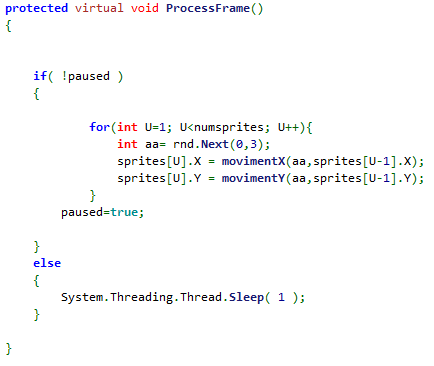 protected virtual void ProcessFrame()
{
if( !paused )
{
for(int U=1; U<numsprites; U++){
int aa= rnd.Next(0,3);
sprites[U].X = movimentX(aa,sprites[U-1].X);
sprites[U].Y = movimentY(aa,sprites[U-1].Y);
}
paused=true;
}
else
{
System.Threading.Thread.Sleep( 1 );
}
}